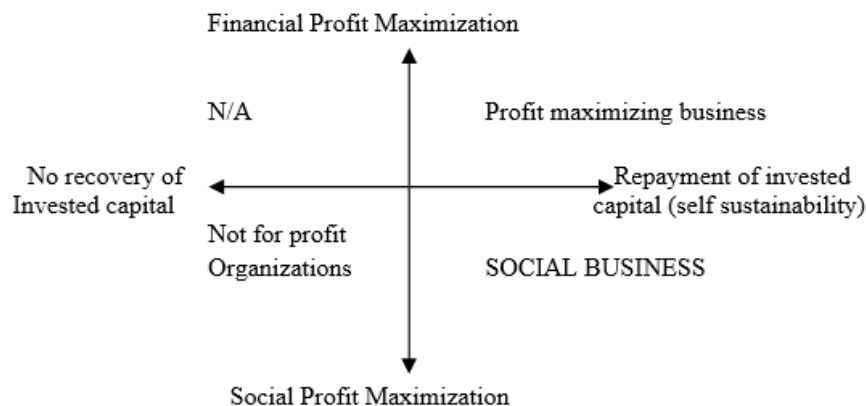 Financial Profit Maximization
N/A
Profit maximizing business
No recovery of
Invested capital
Repayment of invested
capital (self sustainability)
Not for profit
Organizations
SOCIAL BUSINESS
Social Profit Maximization